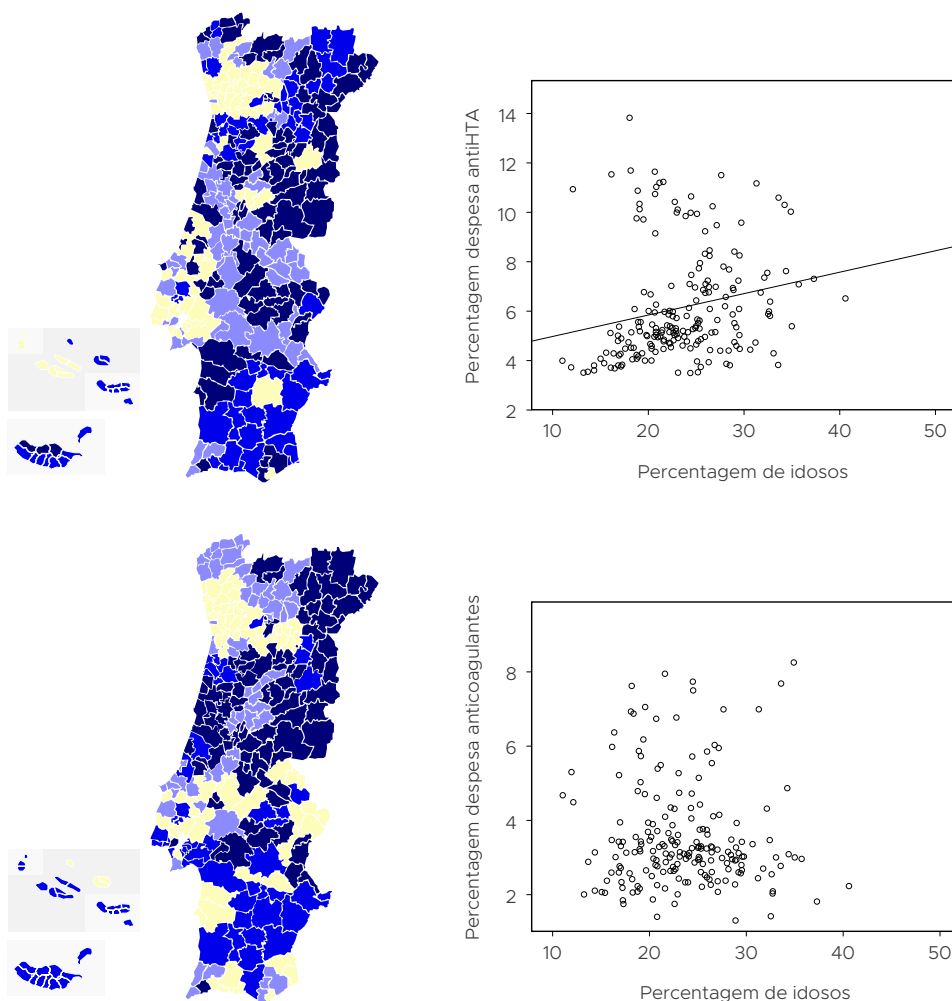 Percentagem despesa antiHTA
14
12
10
8
6
4
2
10 20 30 40 50
Percentagem de idosos
Percentagem despesa anticoagulantes
8
6
4
2
10 20 30 40 50
Percentagem de idosos